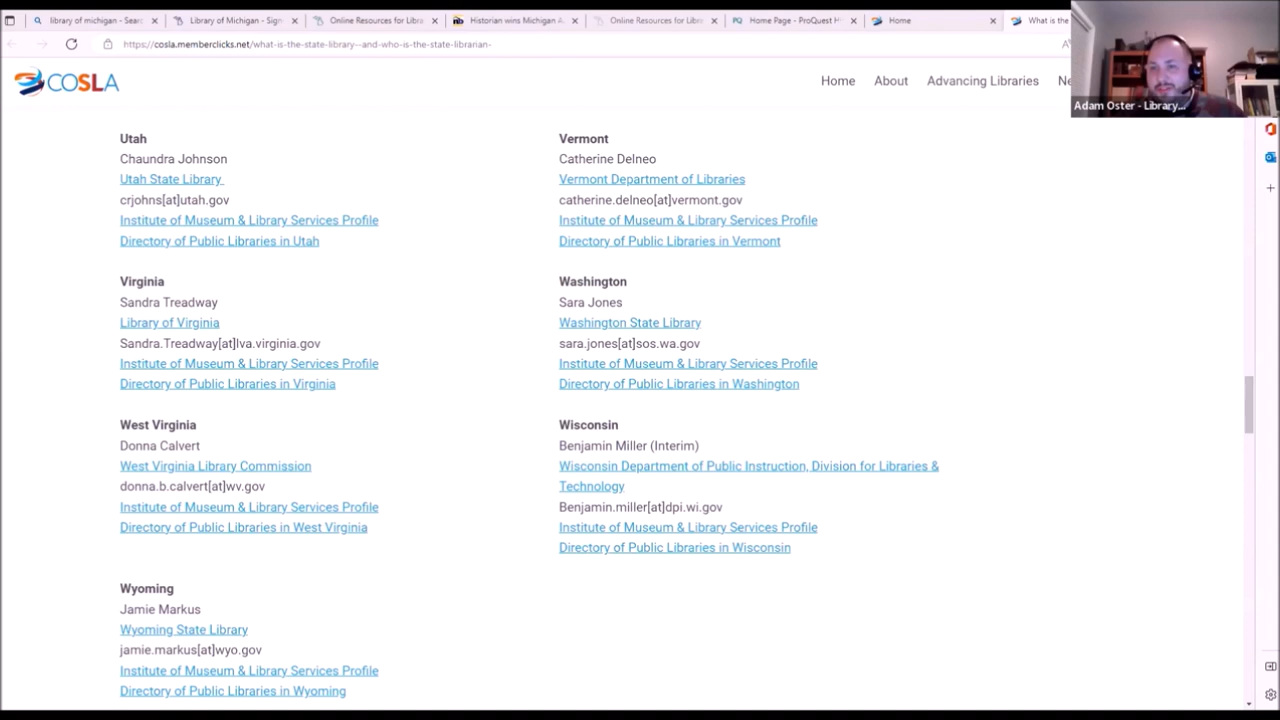 library of michigan - Sear
Library of Michigan - Sign
Online Resources for Libra
Historian wins Michigan A
Online Resources for Libra
Home Page - ProQuest H
Home
What is the
https://cosla.memberclicks.net/what-is-the-state-library--and-who-is-the-state-librarian-
COSLA
Home
About
Advancing Libraries
Adam Oster - Library...
Utah
Chaundra Johnson
Utah State Library
crjohns[at]utah.gov
Institute of Museum & Library Services Profile
Directory of Public Libraries in Utah
Vermont
Catherine Delneo
Vermont Department of Libraries
catherine.delneo[at]vermont.gov
Institute of Museum & Library Services Profile
Directory of Public Libraries in Vermont
Virginia
Sandra Treadway
Library of Virginia
Sandra.Treadway[at]lva.virginia.gov
Institute of Museum & Library Services Profile
Directory of Public Libraries in Virginia
Washington
Sara Jones
Washington State Library
sara.jones[at]sos.wa.gov
Institute of Museum & Library Services Profile
Directory of Public Libraries in Washington
West Virginia
Donna Calvert
West Virginia Library Commission
donna.b.calvert[at]wv.gov
Institute of Museum & Library Services Profile
Directory of Public Libraries in West Virginia
Wisconsin
Benjamin Miller (Interim)
Wisconsin Department of Public Instruction, Division for Libraries &
Technology
Benjamin.miller[at]dpi.wi.gov
Institute of Museum & Library Services Profile
Directory of Public Libraries in Wisconsin
Wyoming
Jamie Markus
Wyoming State Library
jamie.markus[at]wyo.gov
Institute of Museum & Library Services Profile
Directory of Public Libraries in Wyoming